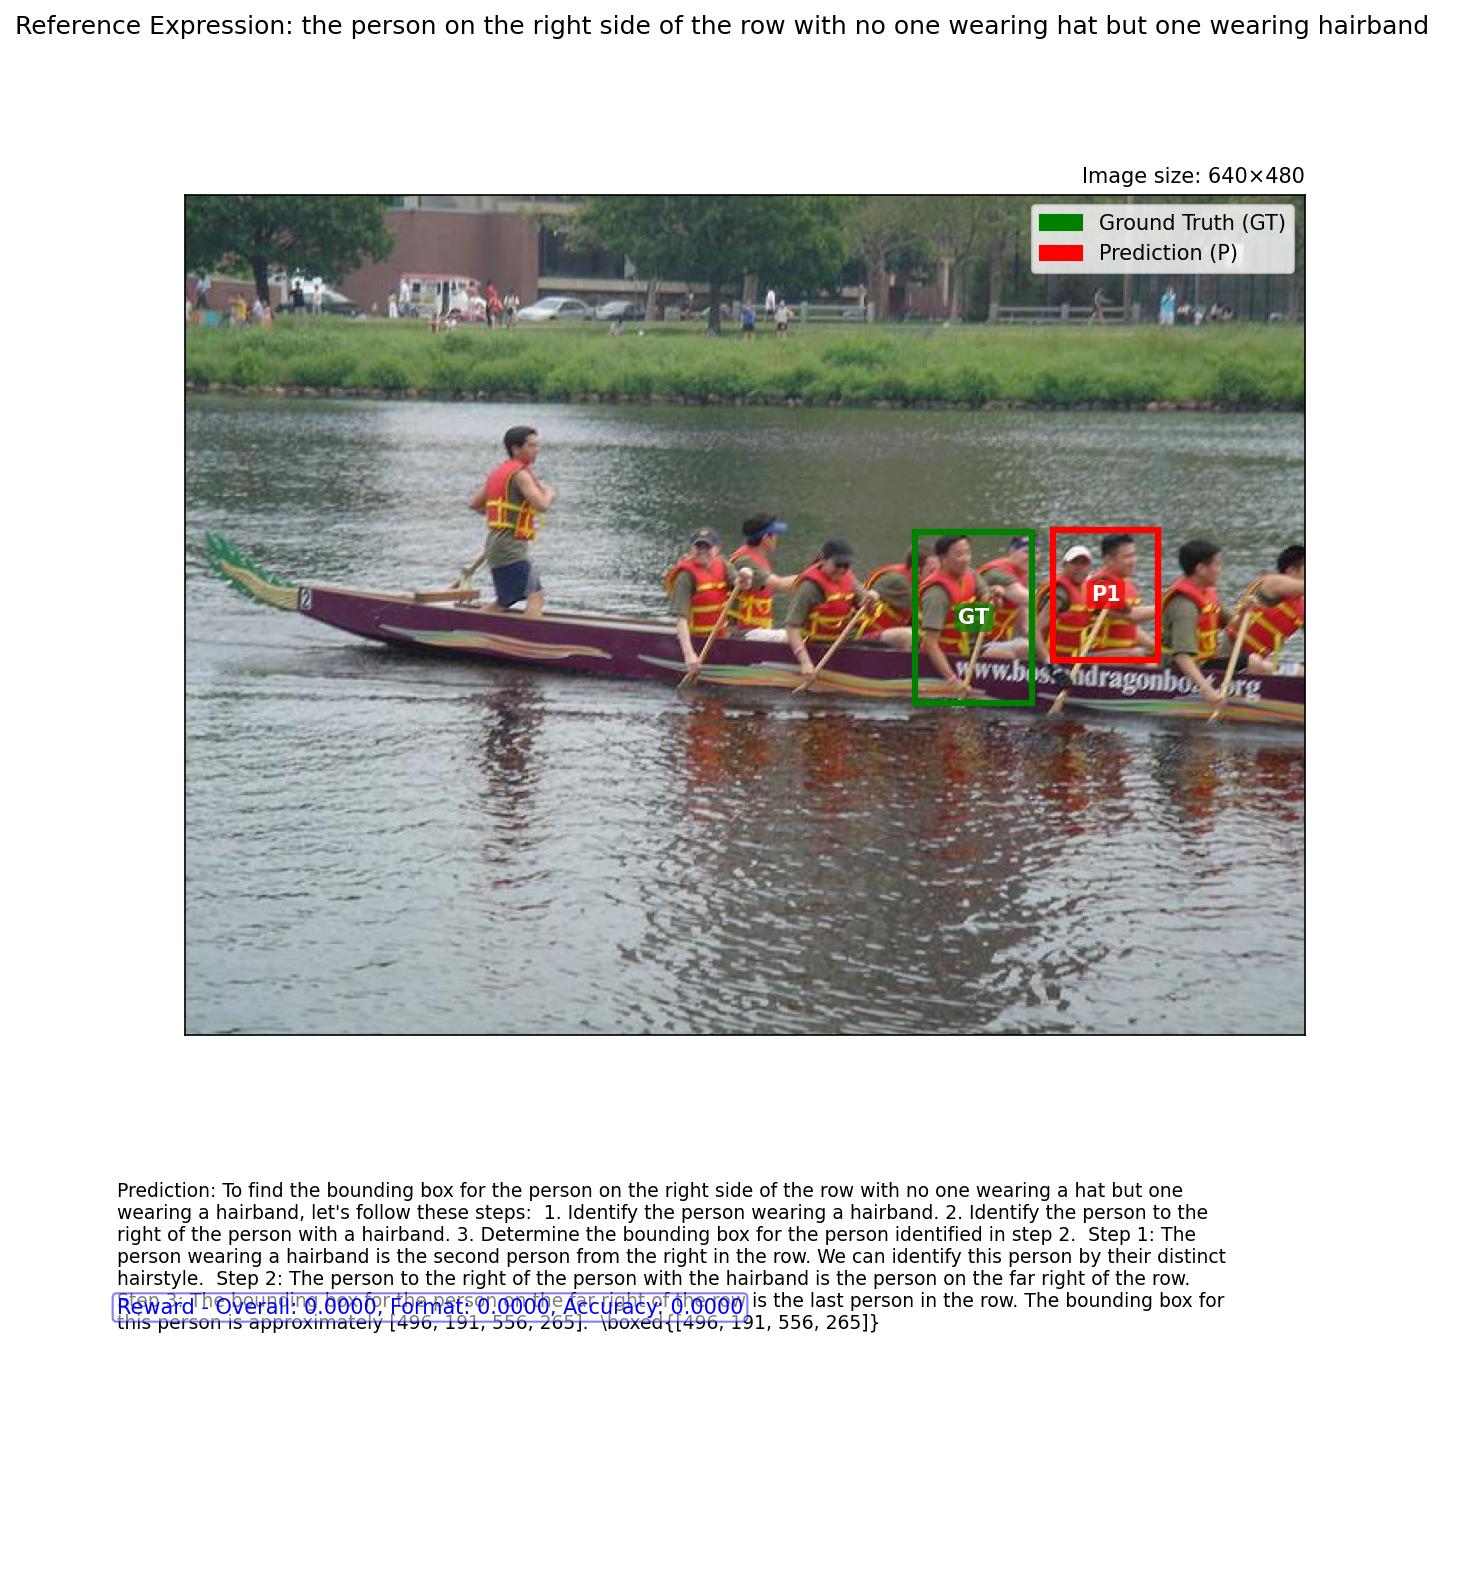 Reference Expression: the person on the right side of the row with no one wearing hat but one wearing hairband
Image size: 640×480
Ground Truth (GT)
Prediction (P)
P1
GT
2
www.bos ndragonboat.org
Prediction: To find the bounding box for the person on the right side of the row with no one wearing a hat but one
wearing a hairband, let's follow these steps:  1. Identify the person wearing a hairband. 2. Identify the person to the
right of the person with a hairband. 3. Determine the bounding box for the person identified in step 2.  Step 1: The
person wearing a hairband is the second person from the right in the row. We can identify this person by their distinct
hairstyle.  Step 2: The person to the right of the person with the hairband is the person on the far right of the row.
Step 3: The bounding box for the person on the far right of the row is the last person in the row. The bounding box for
Reward - Overall: 0.0000, Format: 0.0000, Accuracy: 0.0000
this person is approximately [496, 191, 556, 265].  \boxed{[496, 191, 556, 265]}